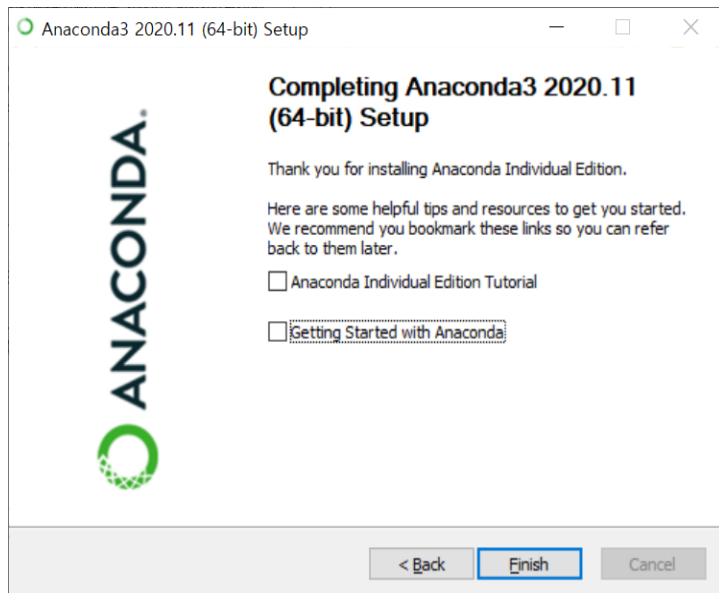 Anaconda3 2020.11 (64-bit) Setup
ANACONDA.
Completing Anaconda3 2020.11
(64-bit) Setup
Thank you for installing Anaconda Individual Edition.
Here are some helpful tips and resources to get you started.
We recommend you bookmark these links so you can refer
back to them later.
Anaconda Individual Edition Tutorial
Getting Started with Anaconda
< Back
Finish
Cancel